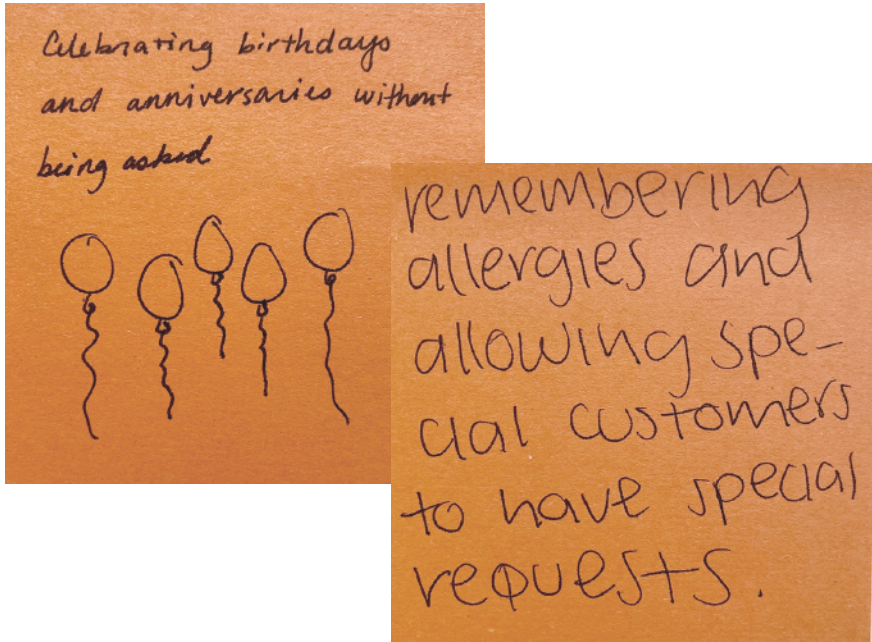 Celebrating birthdays
and anniversaries without
being asked
remembering
allergies and
allowing spe-
cial customers
to have special
requests.